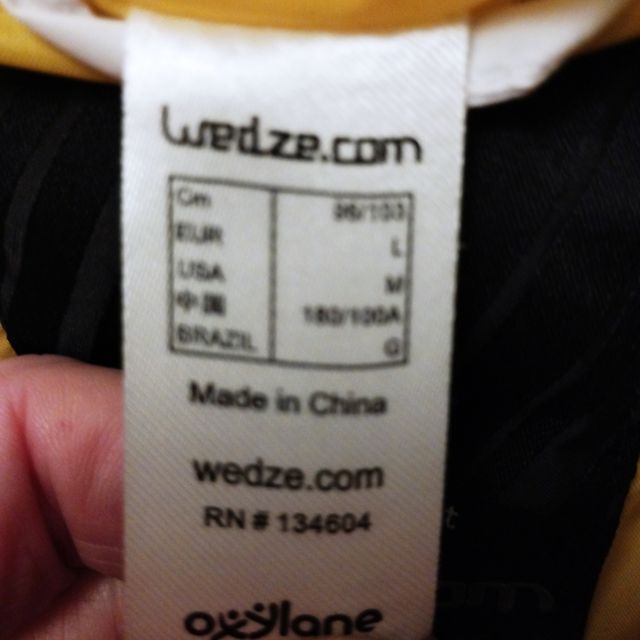 wedze.com
Cm 96/103
EUR L
USA M
中国 180/100A
BRAZIL G
Made in China
wedze.com
RN # 134604
oxylane